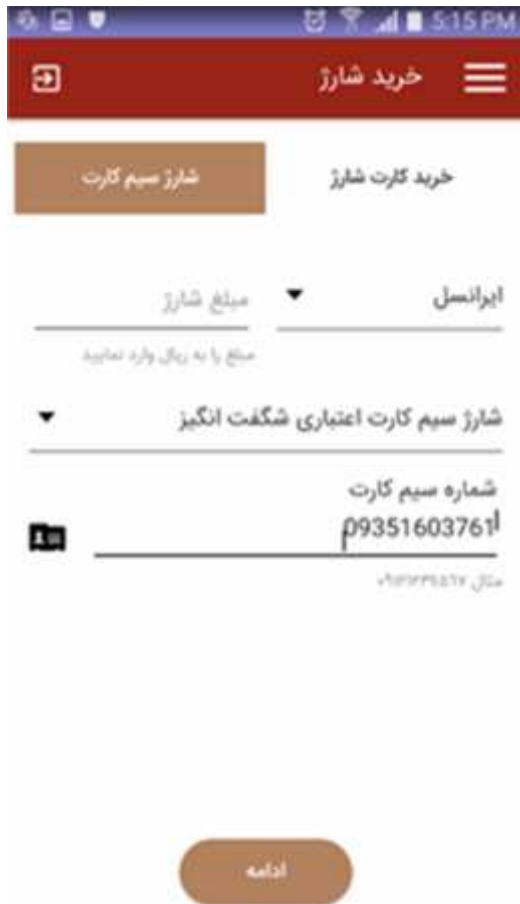 5:15 PM
خرید شارژ
خرید کارت شارژ
شارژ سیم کارت
ایرانسل
مبلغ شارژ
مبلغ را به ریال وارد نمایید
شارژ سیم کارت اعتباری شگفت انگیز
شماره سیم کارت
09351603761
مثال
ادامه